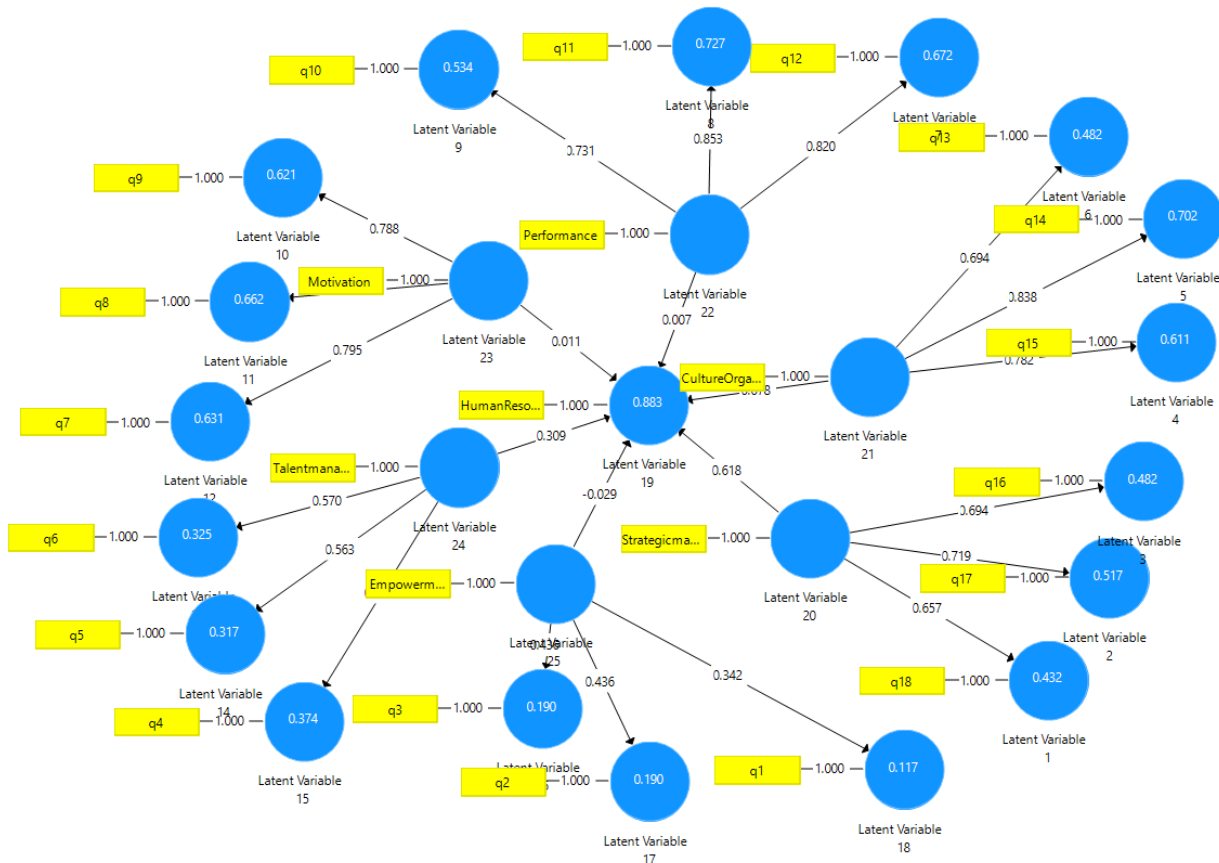 q11
1.000
0.727
q12
1.000
0.672
q10
1.000
0.534
Latent Variable
8
Latent Variable
Latent Variable
9
0.853
q13
1.000
0.482
0.731
0.820
q9
1.000
0.621
Latent Variable
6
q14
1.000
0.702
0.788
Performance
1.000
Latent Variable
10
0.694
Motivation
1.000
Latent Variable
22
Latent Variable
5
q8
1.000
0.662
0.838
0.007
Latent Variable
23
q15
1.000
0.611
Latent Variable
11
0.795
0.011
0.782
CultureOrga...
1.000
HumanReso...
1.000
0.883
Latent Variable
4
q7
1.000
0.631
0.309
Latent Variable
21
Talentmana...
1.000
Latent Variable
19
0.618
Latent Variable
12
0.570
q16
1.000
0.482
-0.029
0.694
Latent Variable
24
q6
1.000
0.325
0.563
Strategicma...
1.000
Latent Variable
3
0.719
q17
1.000
0.517
Empowerm...
1.000
Latent Variable
20
Latent Variable
0.657
q5
1.000
0.317
Latent Variable
25
0.436
0.342
Latent Variable
2
q18
1.000
0.432
0.436
Latent Variable
14
q3
1.000
0.190
q4
1.000
0.374
Latent Variable
1
q1
1.000
0.117
q2
1.000
0.190
Latent Variable
15
Latent Variable
18
Latent Variable
17